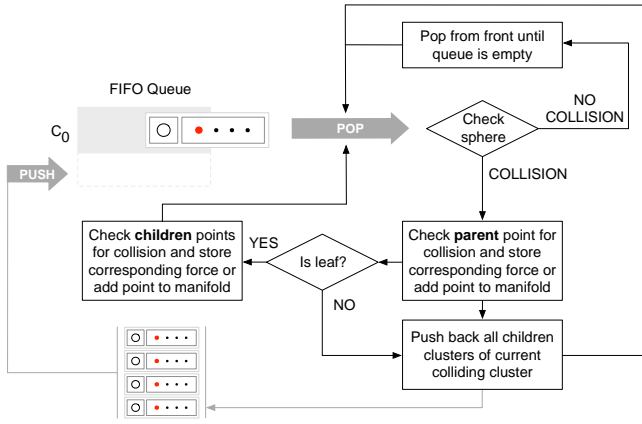 Pop from front until
queue is empty
FIFO Queue
NO
COLLISION
C0
POP
Check
sphere
PUSH
COLLISION
Check children points
for collision and store
corresponding force or
add point to manifold
YES
Is leaf?
Check parent point for
collision and store
corresponding force or
add point to manifold
NO
Push back all children
clusters of current
colliding cluster